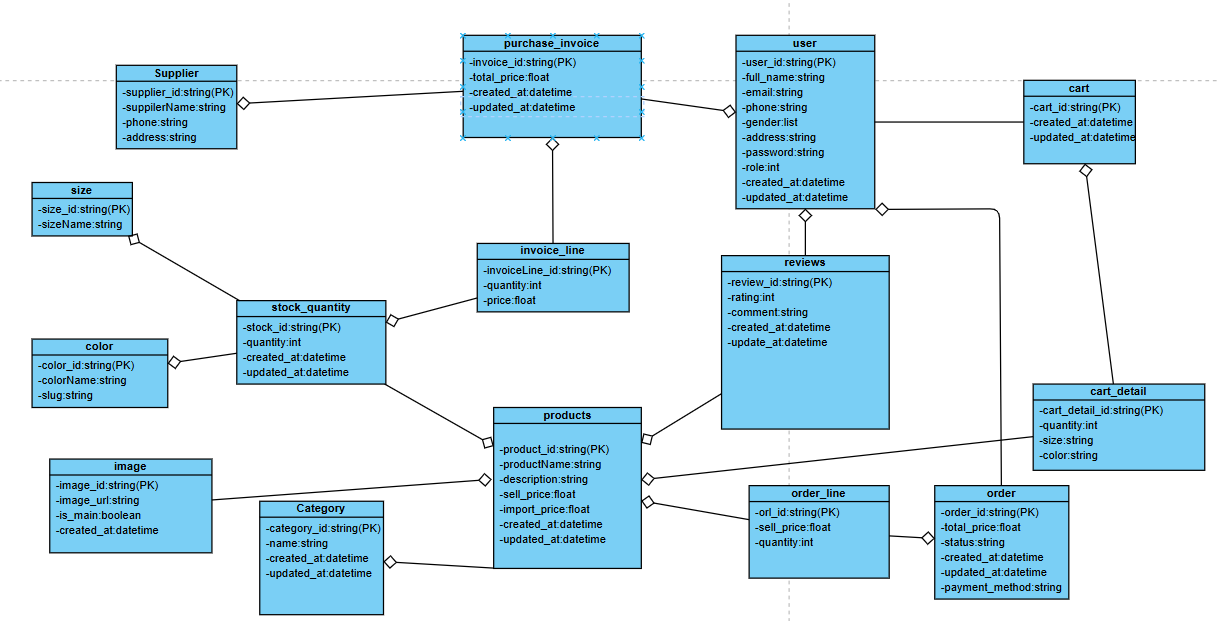 purchase_invoice
-invoice_id:string(PK)
-total_price:float
-created_at:datetime
-updated_at:datetime
user
-user_id:string(PK)
-full_name:string
-email:string
-phone:string
-gender:list
-address:string
-password:string
-role:int
-created_at:datetime
-updated_at:datetime
Supplier
-supplier_id:string(PK)
-suppilerName:string
-phone:string
-address:string
cart
-cart_id:string(PK)
-created_at:datetime
-updated_at:datetime
size
-size_id:string(PK)
-sizeName:string
invoice_line
-invoiceLine_id:string(PK)
-quantity:int
-price:float
reviews
-review_id:string(PK)
-rating:int
-comment:string
-created_at:datetime
-update_at:datetime
stock_quantity
-stock_id:string(PK)
-quantity:int
-created_at:datetime
-updated_at:datetime
color
-color_id:string(PK)
-colorName:string
-slug:string
cart_detail
-cart_detail_id:string(PK)
-quantity:int
-size:string
-color:string
products
-product_id:string(PK)
-productName:string
-description:string
-sell_price:float
-import_price:float
-created_at:datetime
-updated_at:datetime
image
-image_id:string(PK)
-image_url:string
-is_main:boolean
-created_at:datetime
Category
-category_id:string(PK)
-name:string
-created_at:datetime
-updated_at:datetime
order_line
-orl_id:string(PK)
-sell_price:float
-quantity:int
order
-order_id:string(PK)
-total_price:float
-status:string
-created_at:datetime
-updated_at:datetime
-payment_method:string